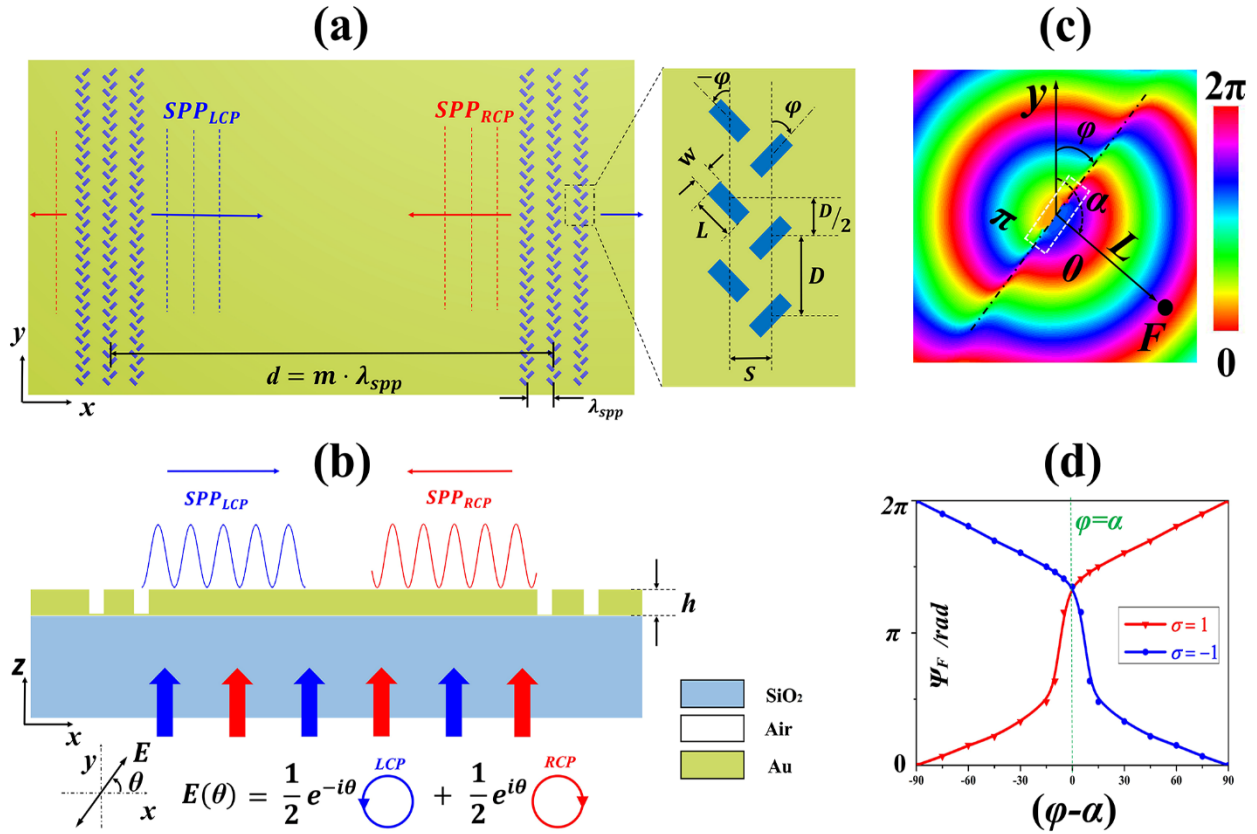 (a)
SPP_LCP
SPP_RCP
d = m · λ_spp
λ_spp
y
x
−φ
φ
w
L
D/2
D
S
(c)
2π
0
y
φ
α
π
L
0
F
(b)
SPP_LCP
SPP_RCP
h
z
x
y
E
θ
x
E(θ) = 1/2 e^{-iθ} LCP + 1/2 e^{iθ} RCP
SiO₂
Air
Au
(d)
2π
π
0
Ψ_F /rad
φ=α
σ=1
σ=-1
-90 -30 0 30 60 90
(φ-α)